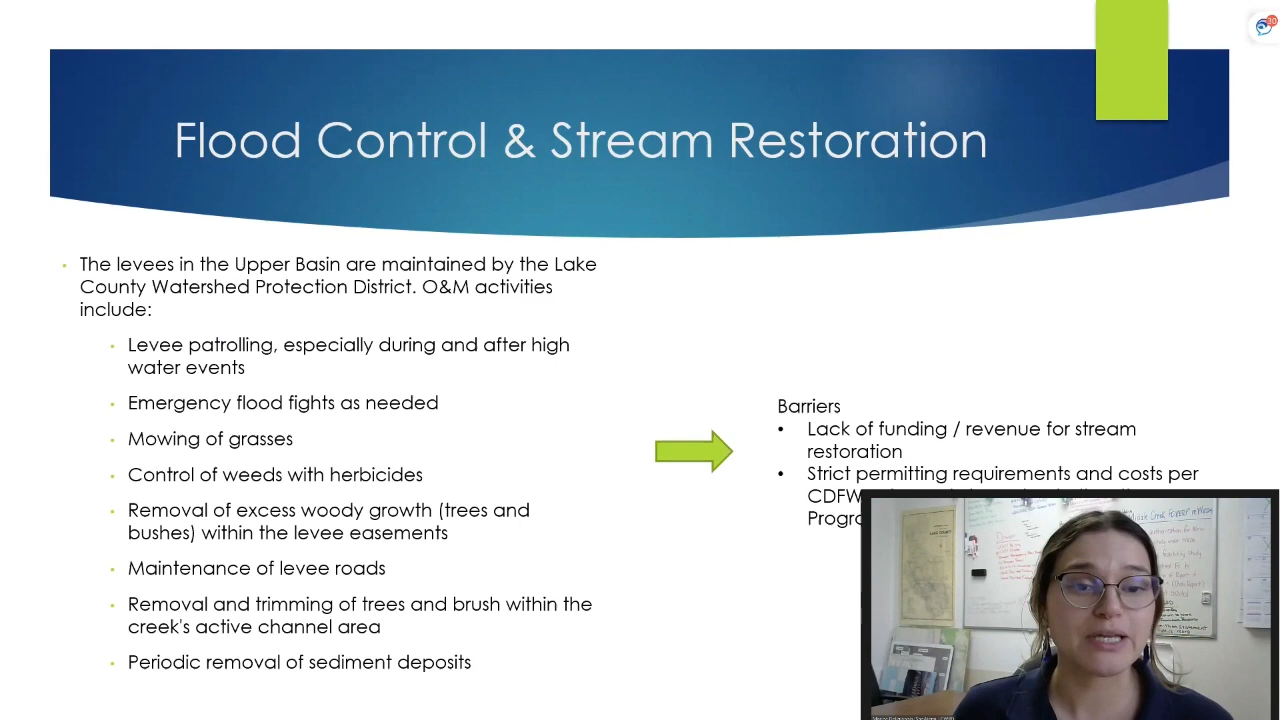 Flood Control & Stream Restoration
• The levees in the Upper Basin are maintained by the Lake
County Watershed Protection District. O&M activities
include:
• Levee patrolling, especially during and after high
water events
• Emergency flood fights as needed
• Mowing of grasses
• Control of weeds with herbicides
• Removal of excess woody growth (trees and
bushes) within the levee easements
• Maintenance of levee roads
• Removal and trimming of trees and brush within the
creek's active channel area
• Periodic removal of sediment deposits
Barriers
• Lack of funding / revenue for stream
restoration
• Strict permitting requirements and costs per
CDFW
Progra